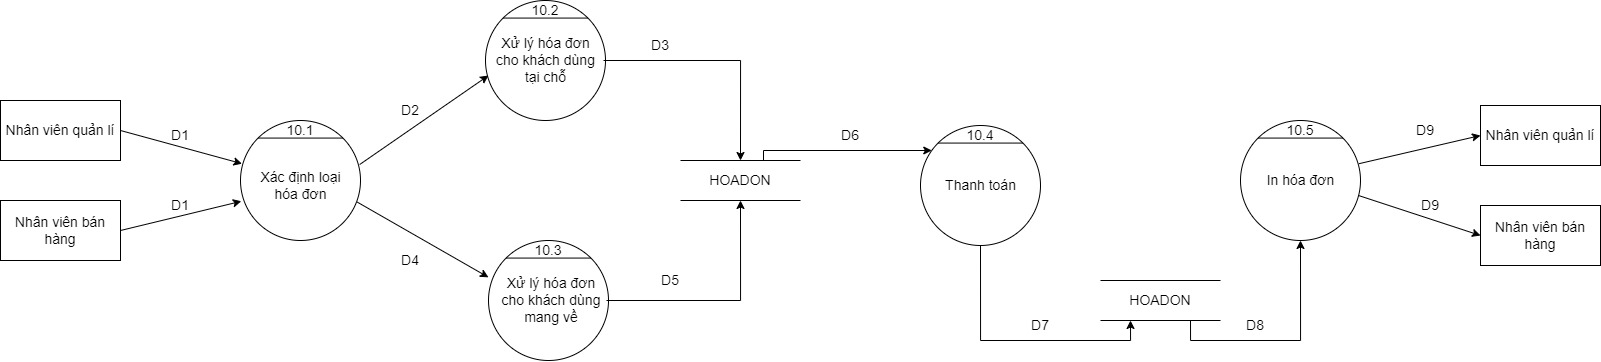 Nhân viên quản lí
D1
Nhân viên bán
hàng
D1
10.1
Xác định loại
hóa đơn
D2
D4
10.2
Xử lý hóa đơn
cho khách dùng
tại chỗ
10.3
Xử lý hóa đơn
cho khách dùng
mang về
D3
D5
HOADON
D6
10.4
Thanh toán
D7
HOADON
D8
10.5
In hóa đơn
D9
Nhân viên quản lí
D9
Nhân viên bán
hàng